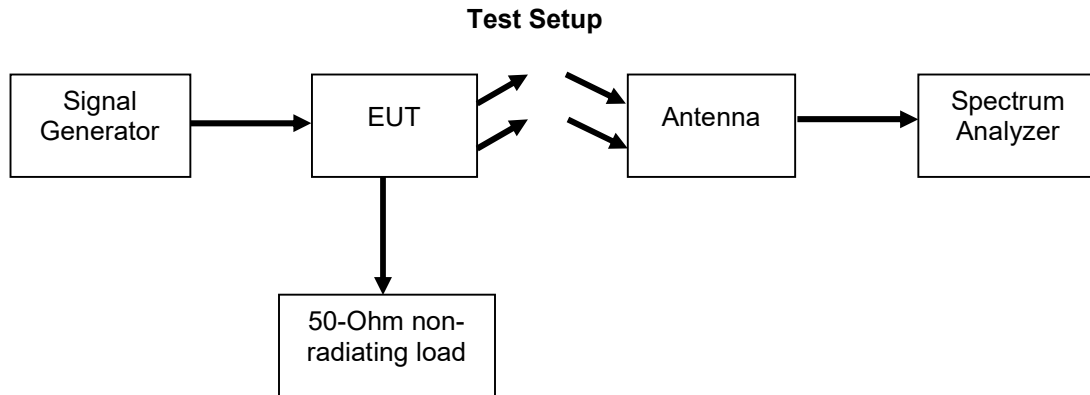 Test Setup
Signal
Generator
EUT
Antenna
Spectrum
Analyzer
50-Ohm non-
radiating load